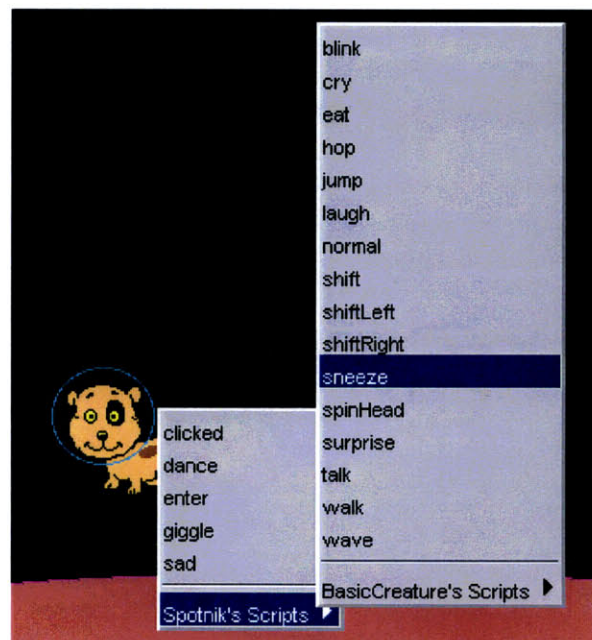 blink
cry
eat
hop
jump
laugh
normal
shift
shiftLeft
shiftRight
sneeze
spinHead
surprise
talk
walk
wave
BasicCreature's Scripts
clicked
dance
enter
giggle
sad
Spotnik's Scripts